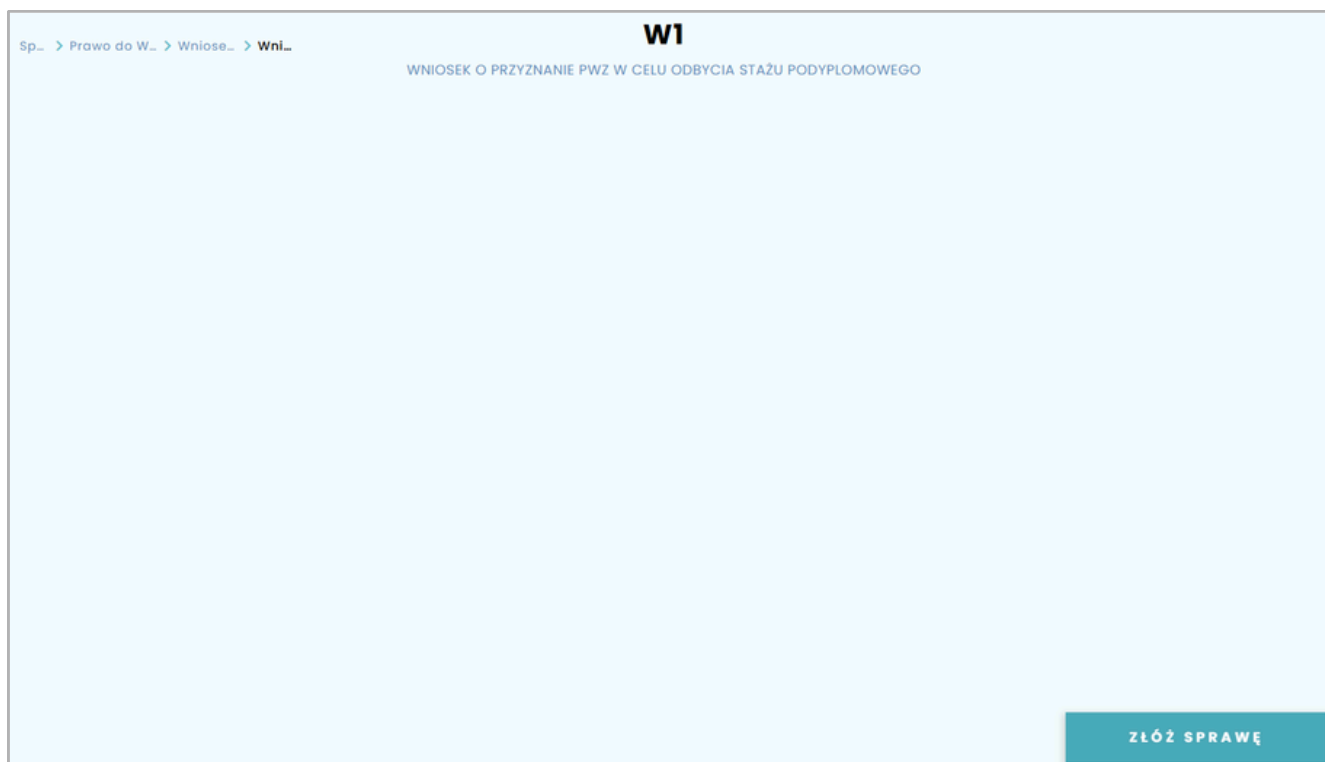 W1
Sp... > Prawo do W... > Wniose... > Wni...
WNIOSEK O PRZYZNANIE PWZ W CELU ODBYCIA STAŻU PODYPLOMOWEGO
ZŁÓŻ SPRAWĘ